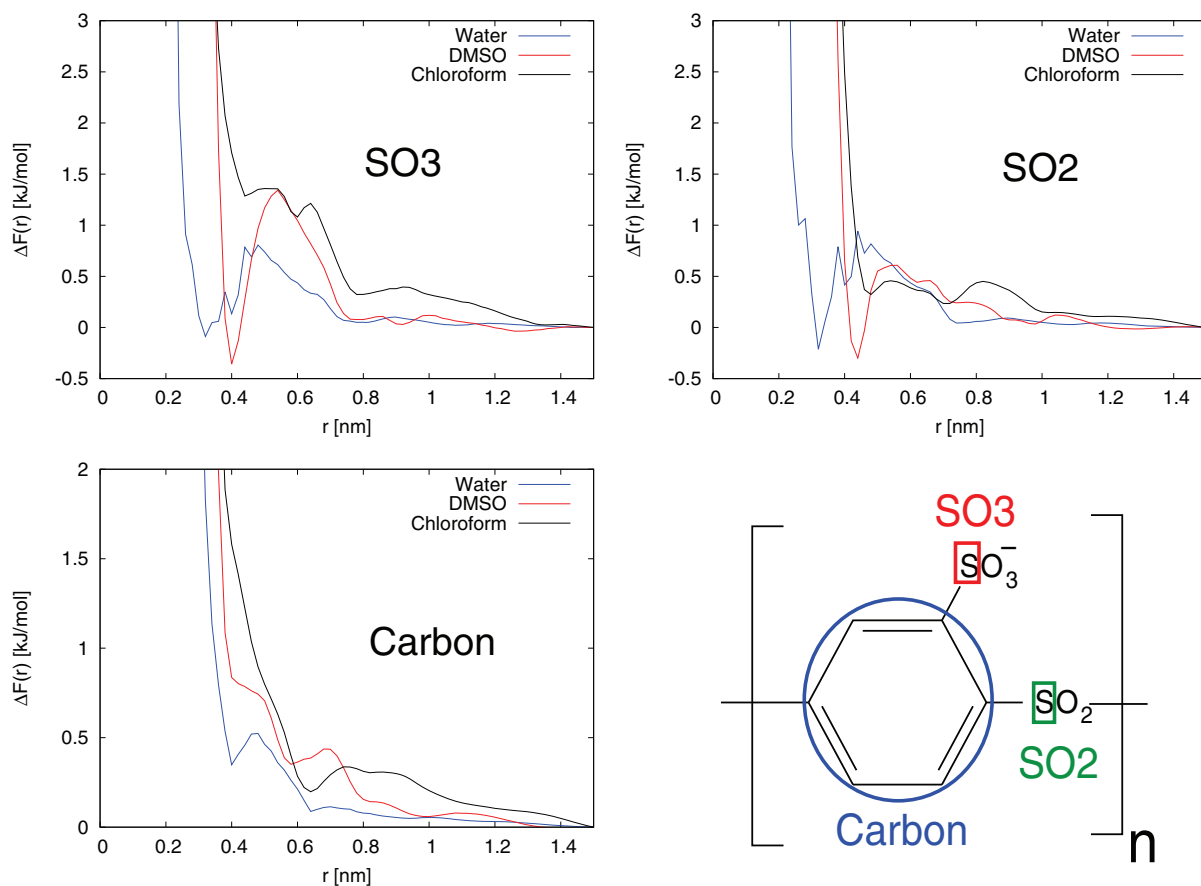 3
2.5
2
1.5
1
0.5
0
-0.5
ΔF(r) [kJ/mol]
Water
DMSO
Chloroform
SO3
0 0.2 0.4 0.6 0.8 1 1.2 1.4
r [nm]
3
2.5
2
1.5
1
0.5
0
-0.5
ΔF(r) [kJ/mol]
Water
DMSO
Chloroform
SO2
0 0.2 0.4 0.6 0.8 1 1.2 1.4
r [nm]
2
1.5
1
0.5
0
ΔF(r) [kJ/mol]
Water
DMSO
Chloroform
Carbon
0 0.2 0.4 0.6 0.8 1 1.2 1.4
r [nm]
SO3
SO₃⁻
SO₂
SO2
Carbon
n